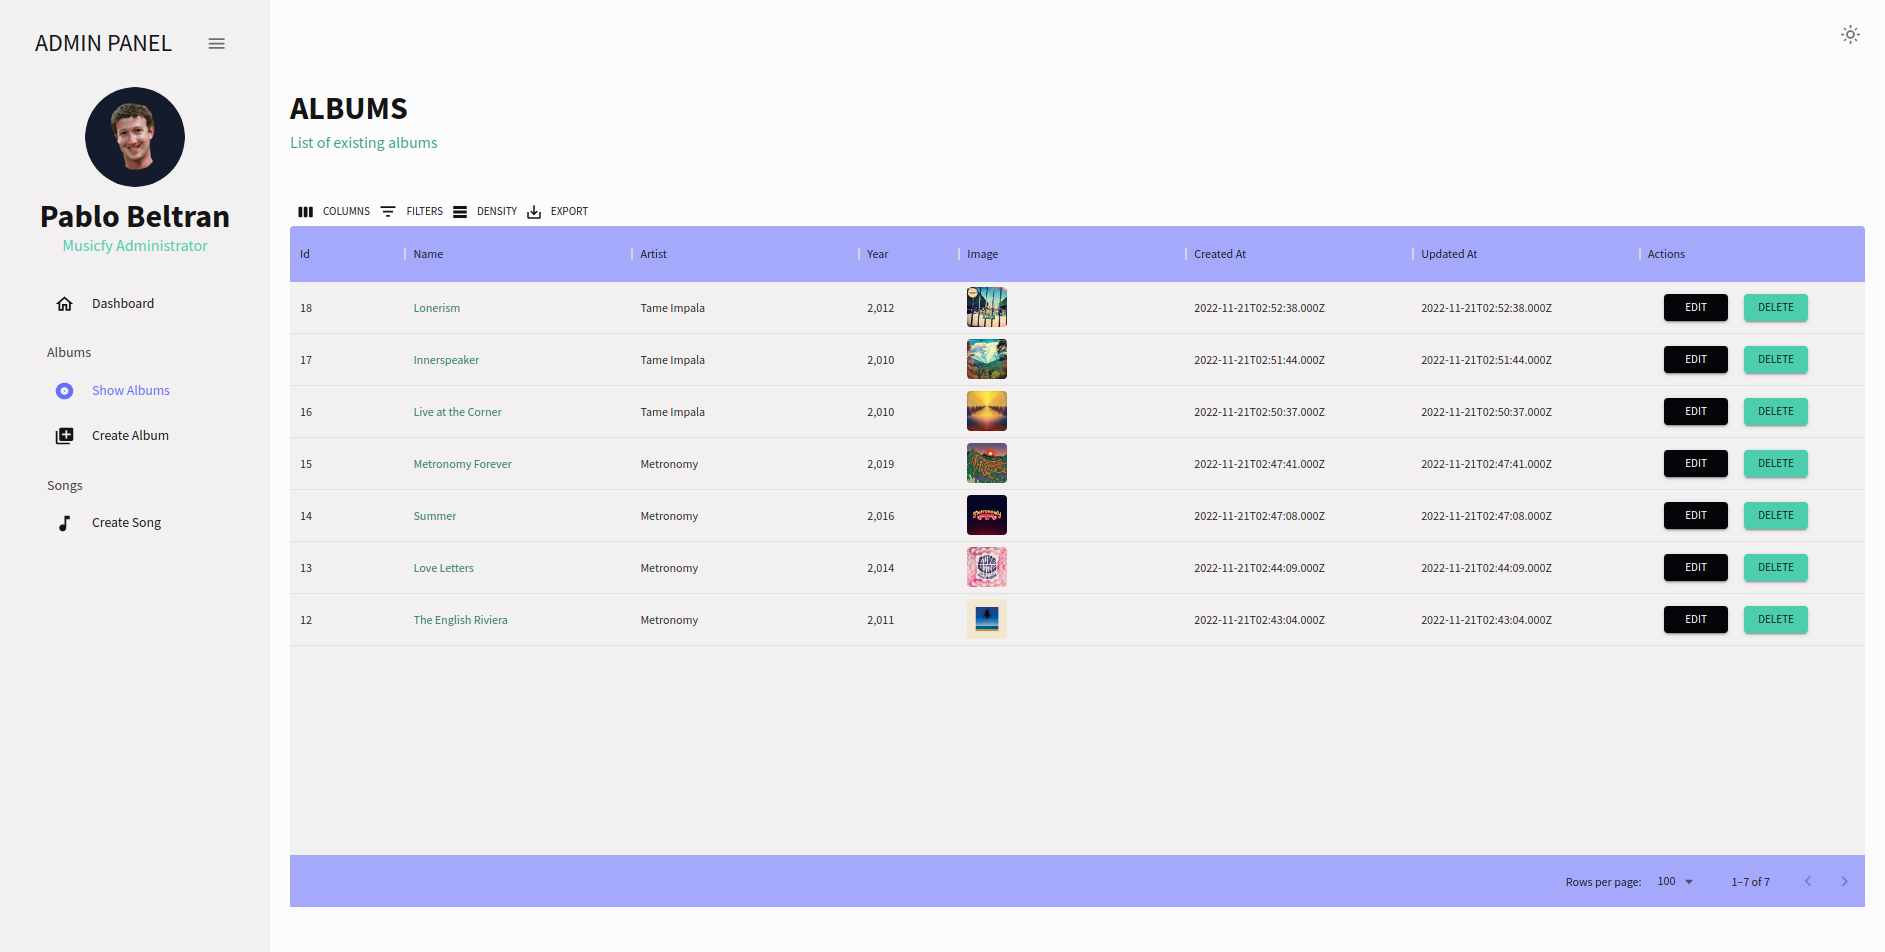 ADMIN PANEL
Pablo Beltran
Musicfy Administrator
Dashboard
Albums
Show Albums
Create Album
Songs
Create Song
ALBUMS
List of existing albums
COLUMNS FILTERS DENSITY EXPORT
Id Name Artist Year Image Created At Updated At Actions
18 Lonerism Tame Impala 2,012 2022-11-21T02:52:38.000Z 2022-11-21T02:52:38.000Z EDIT DELETE
17 Innerspeaker Tame Impala 2,010 2022-11-21T02:51:44.000Z 2022-11-21T02:51:44.000Z EDIT DELETE
16 Live at the Corner Tame Impala 2,010 2022-11-21T02:50:37.000Z 2022-11-21T02:50:37.000Z EDIT DELETE
15 Metronomy Forever Metronomy 2,019 2022-11-21T02:47:41.000Z 2022-11-21T02:47:41.000Z EDIT DELETE
14 Summer Metronomy 2,016 2022-11-21T02:47:08.000Z 2022-11-21T02:47:08.000Z EDIT DELETE
13 Love Letters Metronomy 2,014 2022-11-21T02:44:09.000Z 2022-11-21T02:44:09.000Z EDIT DELETE
12 The English Riviera Metronomy 2,011 2022-11-21T02:43:04.000Z 2022-11-21T02:43:04.000Z EDIT DELETE
Rows per page: 100 1–7 of 7